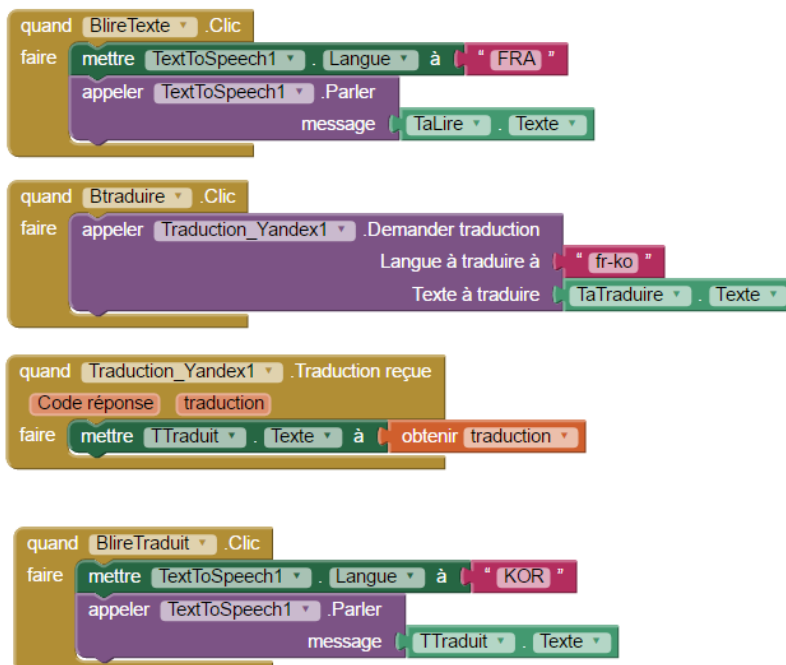 quand BlireTexte .Clic
faire mettre TextToSpeech1 . Langue à " FRA "
appeler TextToSpeech1 .Parler
message TaLire . Texte
quand Btraduire .Clic
faire appeler Traduction_Yandex1 .Demander traduction
Langue à traduire à " fr-ko "
Texte à traduire TaTraduire . Texte
quand Traduction_Yandex1 .Traduction reçue
Code réponse traduction
faire mettre TTraduit . Texte à obtenir traduction
quand BlireTraduit .Clic
faire mettre TextToSpeech1 . Langue à " KOR "
appeler TextToSpeech1 .Parler
message TTraduit . Texte